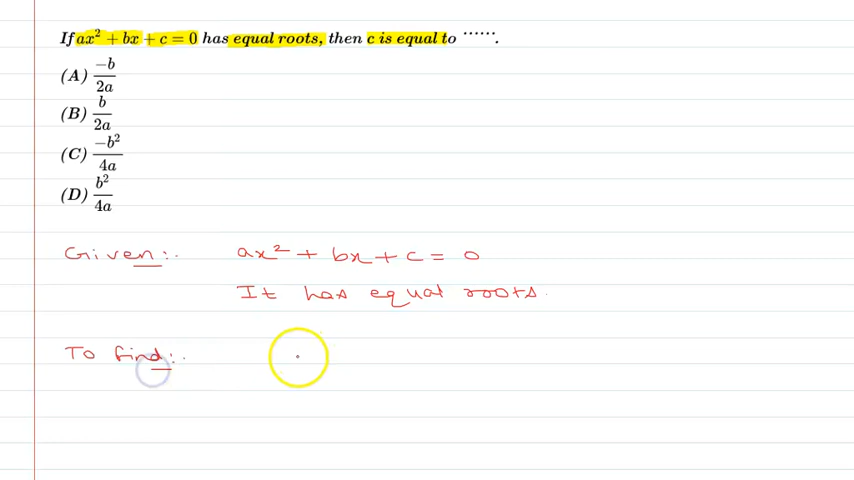 If ax² + bx + c = 0 has equal roots, then c is equal to ⋯⋯.
(A) −b/2a
(B) b/2a
(C) −b²/4a
(D) b²/4a
Given:. ax² + bx + c = 0
It has equal roots.
To find:.